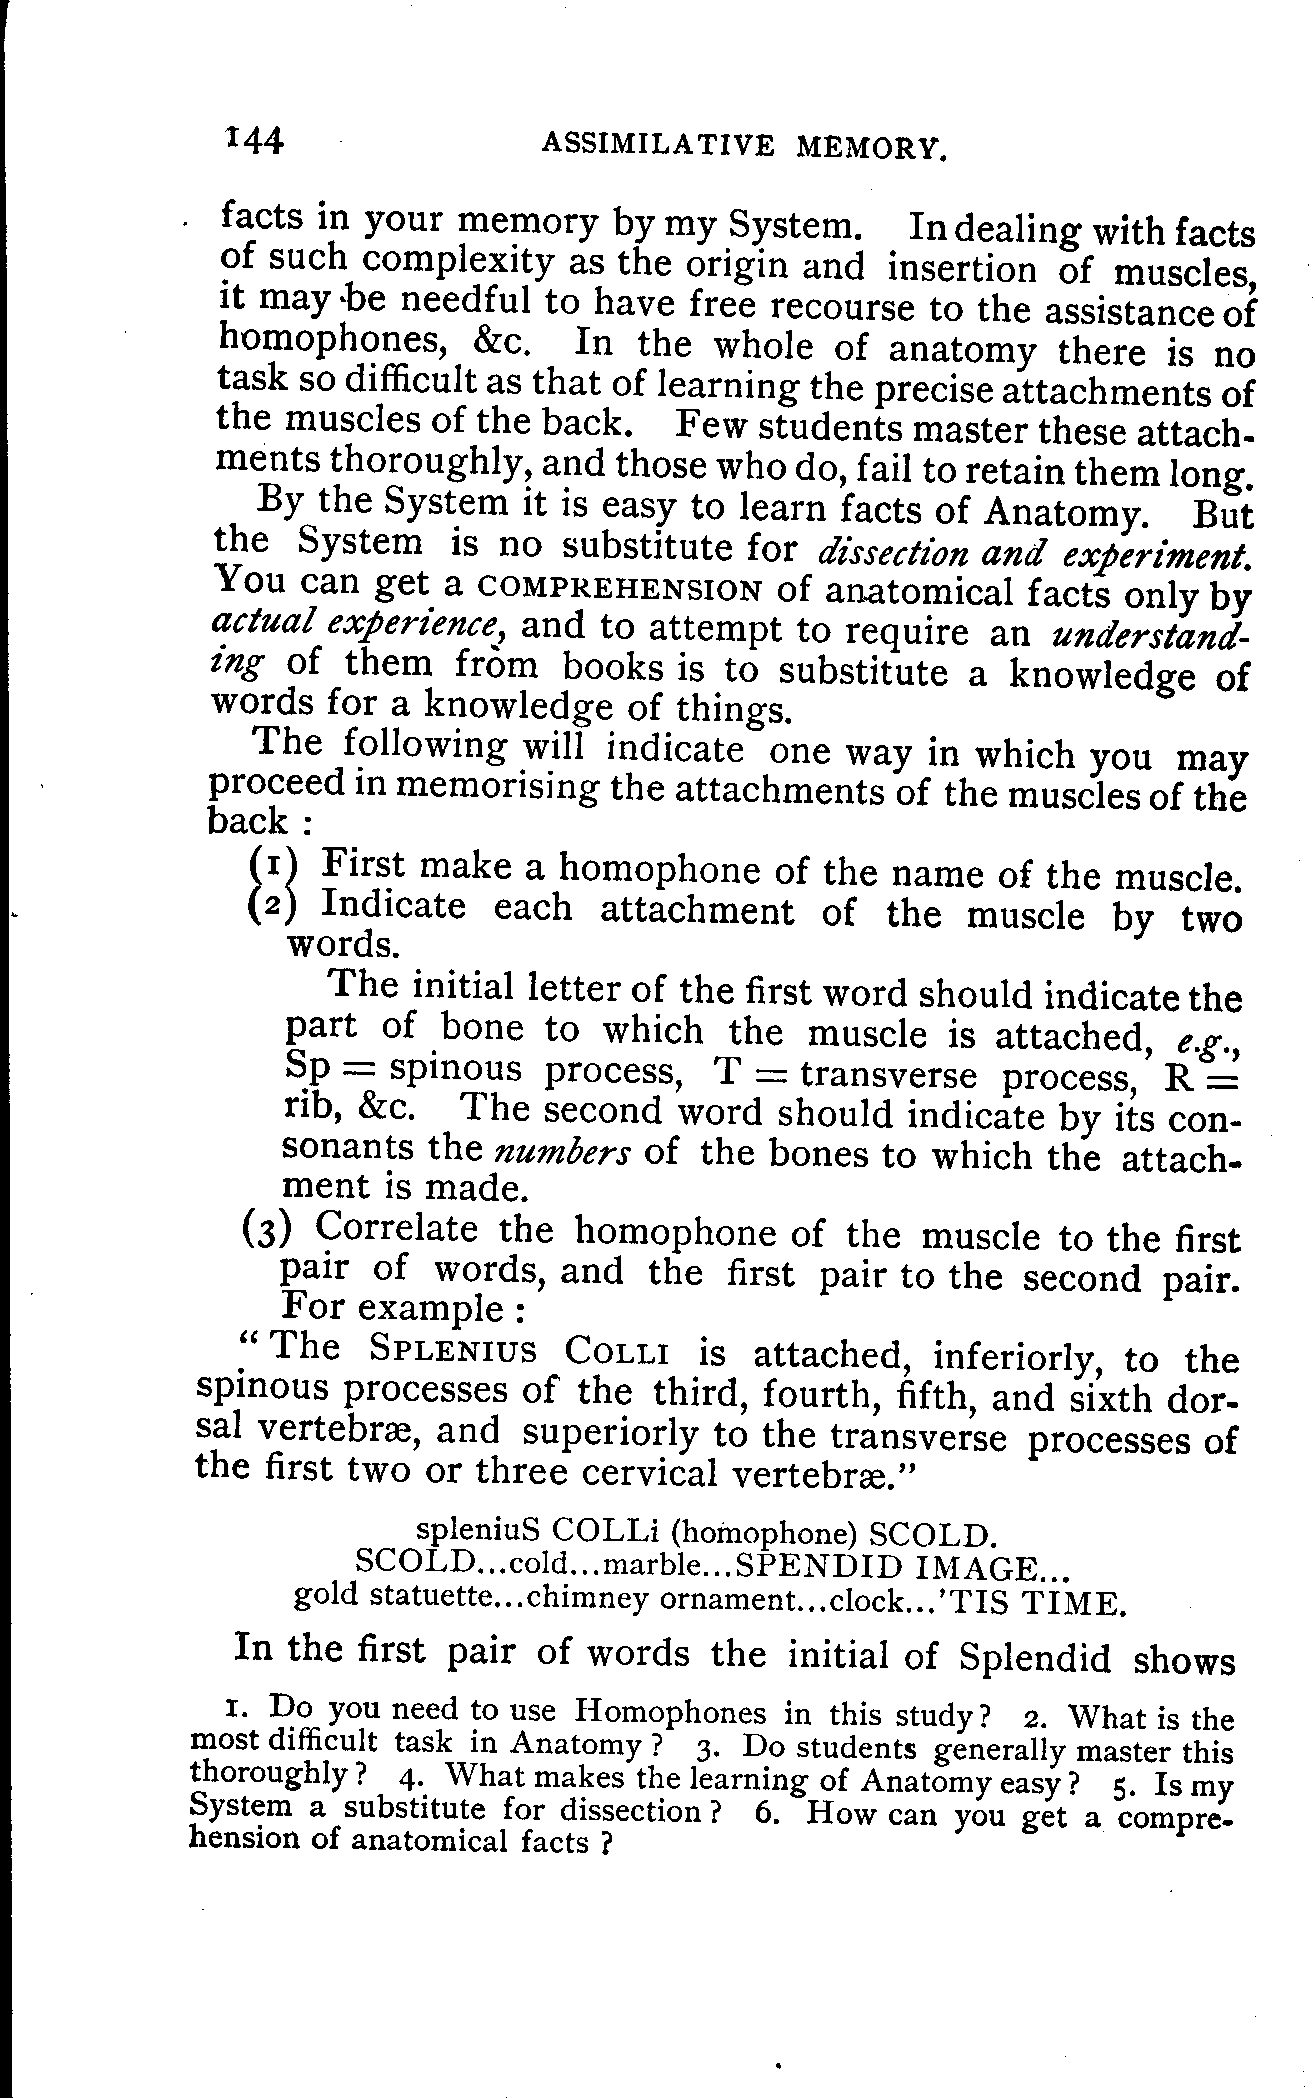 144 ASSIMILATIVE MEMORY.
facts in your memory by my System. In dealing with facts
of such complexity as the origin and insertion of muscles,
it may be needful to have free recourse to the assistance of
homophones, &c. In the whole of anatomy there is no
task so difficult as that of learning the precise attachments of
the muscles of the back. Few students master these attach-
ments thoroughly, and those who do, fail to retain them long.
By the System it is easy to learn facts of Anatomy. But
the System is no substitute for dissection and experiment.
You can get a COMPREHENSION of anatomical facts only by
actual experience, and to attempt to require an understand-
ing of them from books is to substitute a knowledge of
words for a knowledge of things.
The following will indicate one way in which you may
proceed in memorising the attachments of the muscles of the
back :
(1) First make a homophone of the name of the muscle.
(2) Indicate each attachment of the muscle by two
words.
The initial letter of the first word should indicate the
part of bone to which the muscle is attached, e.g.,
Sp = spinous process, T = transverse process, R =
rib, &c. The second word should indicate by its con-
sonants the numbers of the bones to which the attach-
ment is made.
(3) Correlate the homophone of the muscle to the first
pair of words, and the first pair to the second pair.
For example :
“ The SPLENIUS COLLI is attached, inferiorly, to the
spinous processes of the third, fourth, fifth, and sixth dor-
sal vertebræ, and superiorly to the transverse processes of
the first two or three cervical vertebræ.”
spleniuS COLLi (homophone) SCOLD.
SCOLD...cold...marble...SPENDID IMAGE...
gold statuette...chimney ornament...clock...’TIS TIME.
In the first pair of words the initial of Splendid shows
1. Do you need to use Homophones in this study? 2. What is the
most difficult task in Anatomy ? 3. Do students generally master this
thoroughly ? 4. What makes the learning of Anatomy easy ? 5. Is my
System a substitute for dissection ? 6. How can you get a compre-
hension of anatomical facts ?